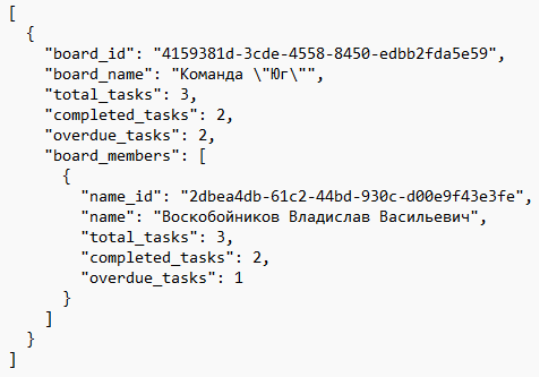 [
  {
    "board_id": "4159381d-3cde-4558-8450-edbb2fda5e59",
    "board_name": "Команда \"Юг\"",
    "total_tasks": 3,
    "completed_tasks": 2,
    "overdue_tasks": 2,
    "board_members": [
      {
        "name_id": "2dbea4db-61c2-44bd-930c-d00e9f43e3fe",
        "name": "Воскобойников Владислав Васильевич",
        "total_tasks": 3,
        "completed_tasks": 2,
        "overdue_tasks": 1
      }
    ]
  }
]